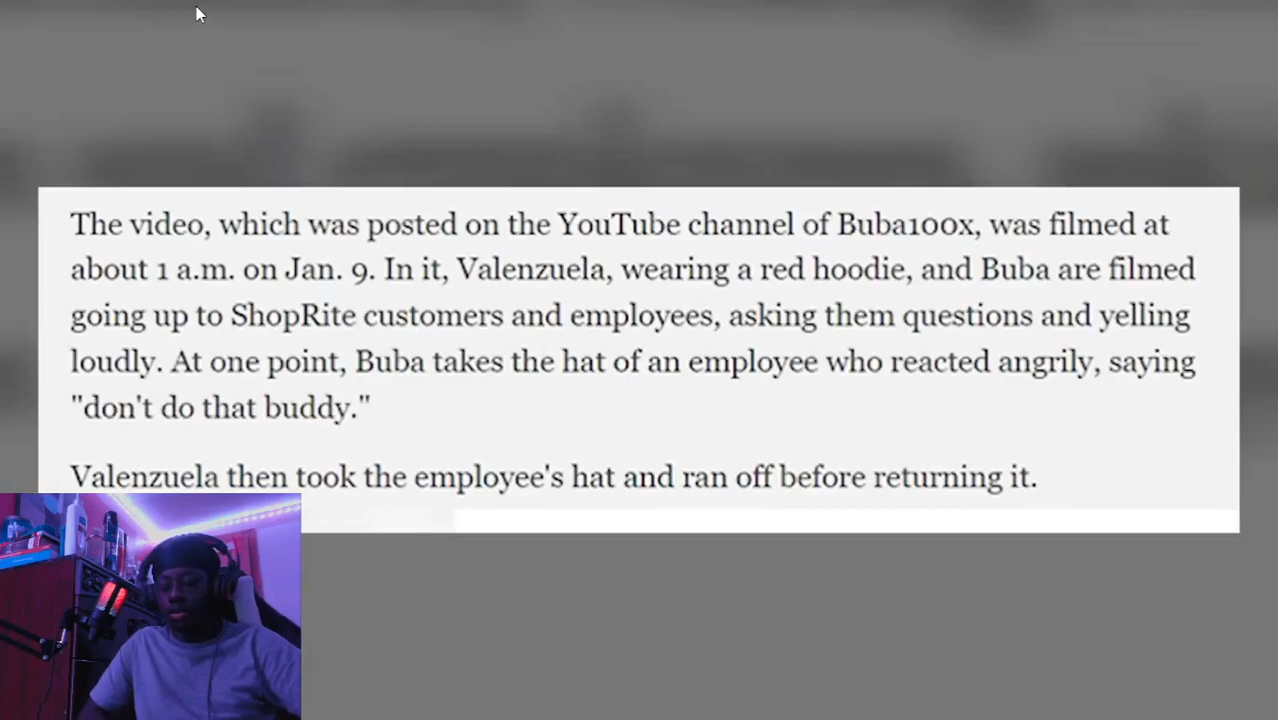 The video, which was posted on the YouTube channel of Buba100x, was filmed at
about 1 a.m. on Jan. 9. In it, Valenzuela, wearing a red hoodie, and Buba are filmed
going up to ShopRite customers and employees, asking them questions and yelling
loudly. At one point, Buba takes the hat of an employee who reacted angrily, saying
"don't do that buddy."
Valenzuela then took the employee's hat and ran off before returning it.